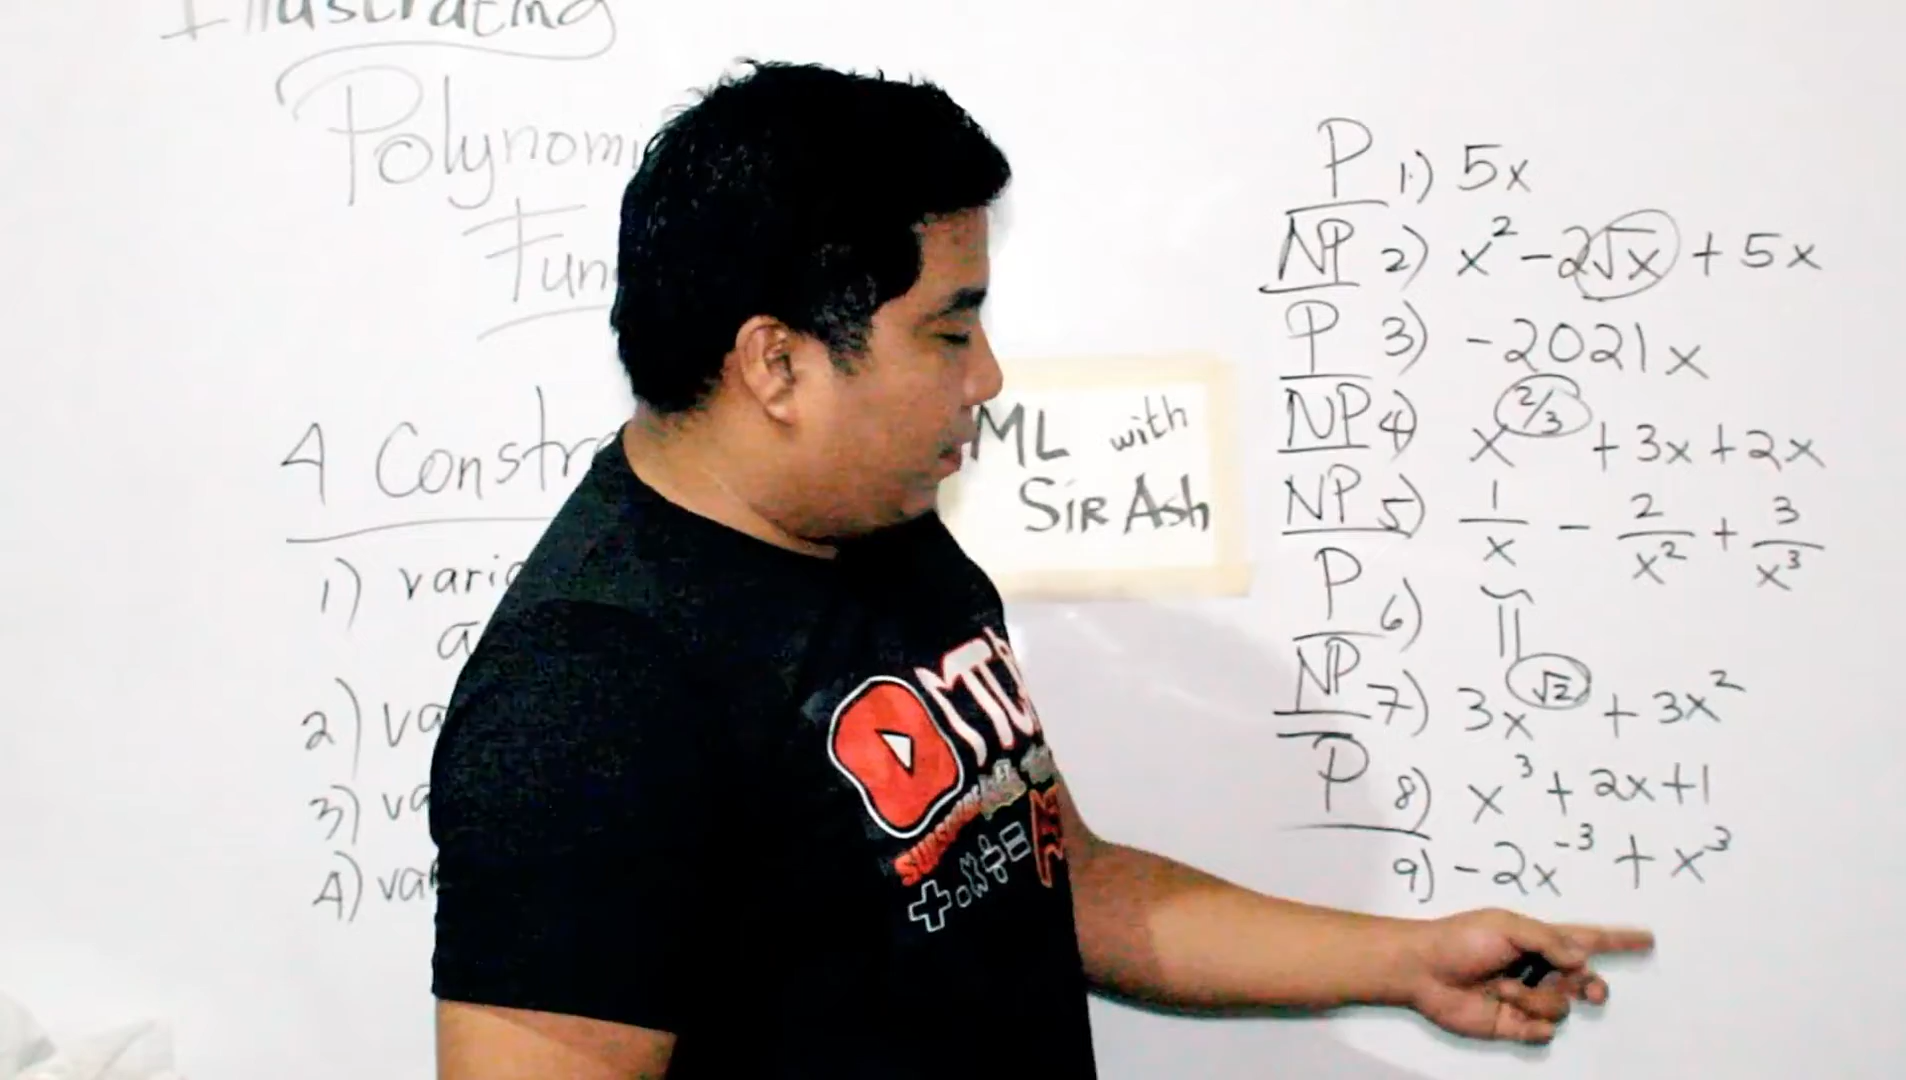 Illustrating
Polynomi
Fun
4 Constr
1) varia
a
2) va
3) va
4) va
ML with
Sir Ash
P 1) 5x
NP 2) x² - 2√x + 5x
P 3) -2021x
NP 4) x^2/3 + 3x + 2x
NP 5) 1/x - 2/x² + 3/x³
P 6) π
NP 7) 3x^√2 + 3x²
P 8) x³ + 2x + 1
9) -2x⁻³ + x³
+.×÷=